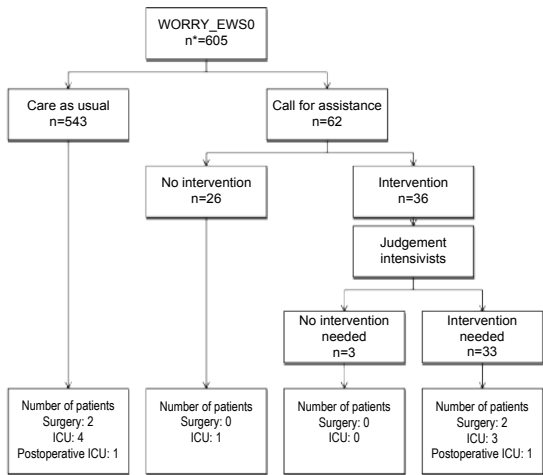 WORRY_EWS0
n*=605
Care as usual
n=543
Call for assistance
n=62
No intervention
n=26
Intervention
n=36
Judgement
intensivists
No intervention
needed
n=3
Intervention
needed
n=33
Number of patients
Surgery: 2
ICU: 4
Postoperative ICU: 1
Number of patients
Surgery: 0
ICU: 1
Number of patients
Surgery: 0
ICU: 0
Number of patients
Surgery: 2
ICU: 3
Postoperative ICU: 1